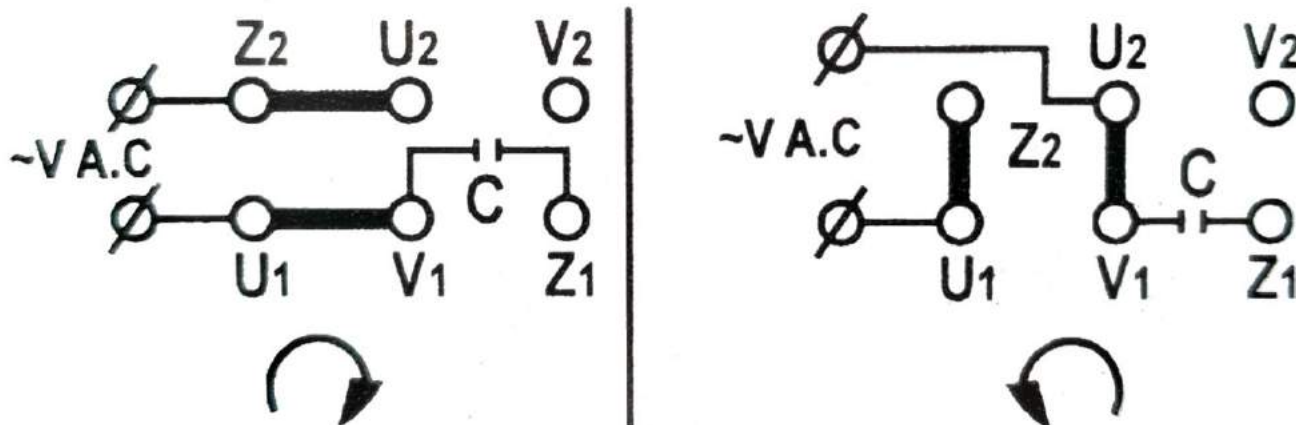 Z2 U2 V2
~V A.C
C
U1 V1 Z1
U2 V2
~V A.C Z2 C
U1 V1 Z1